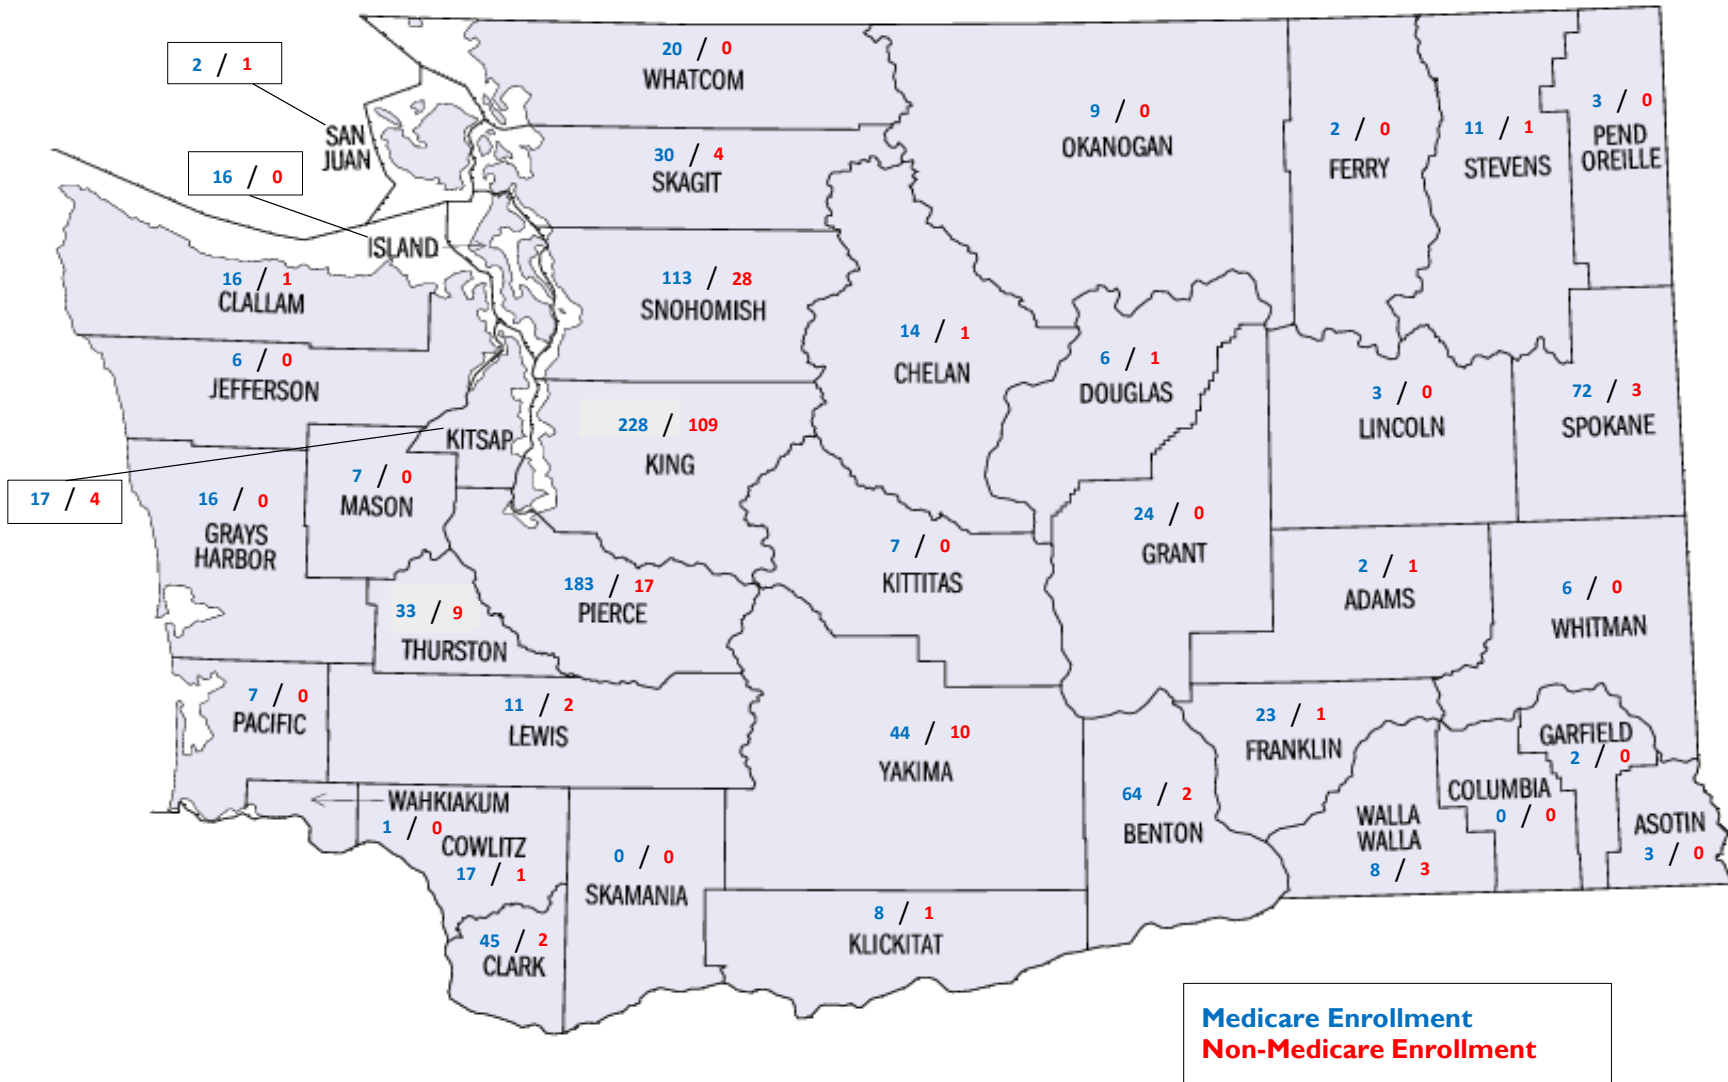 20 / 0
WHATCOM
2 / 1
SAN
JUAN
9 / 0
OKANOGAN
2 / 0
FERRY
11 / 1
STEVENS
3 / 0
PEND
OREILLE
30 / 4
SKAGIT
16 / 0
ISLAND
16 / 1
CLALLAM
113 / 28
SNOHOMISH
14 / 1
CHELAN
6 / 1
DOUGLAS
6 / 0
JEFFERSON
3 / 0
LINCOLN
72 / 3
SPOKANE
228 / 109
KING
KITSAP
17 / 4
7 / 0
MASON
16 / 0
GRAYS
HARBOR
24 / 0
GRANT
7 / 0
KITTITAS
183 / 17
PIERCE
33 / 9
THURSTON
2 / 1
ADAMS
6 / 0
WHITMAN
7 / 0
PACIFIC
11 / 2
LEWIS
44 / 10
YAKIMA
23 / 1
FRANKLIN
GARFIELD
2 / 0
WAHKIAKUM
1 / 0
COWLITZ
17 / 1
64 / 2
BENTON
WALLA
WALLA
8 / 3
COLUMBIA
0 / 0
ASOTIN
3 / 0
0 / 0
SKAMANIA
8 / 1
KLICKITAT
45 / 2
CLARK
Medicare Enrollment
Non-Medicare Enrollment